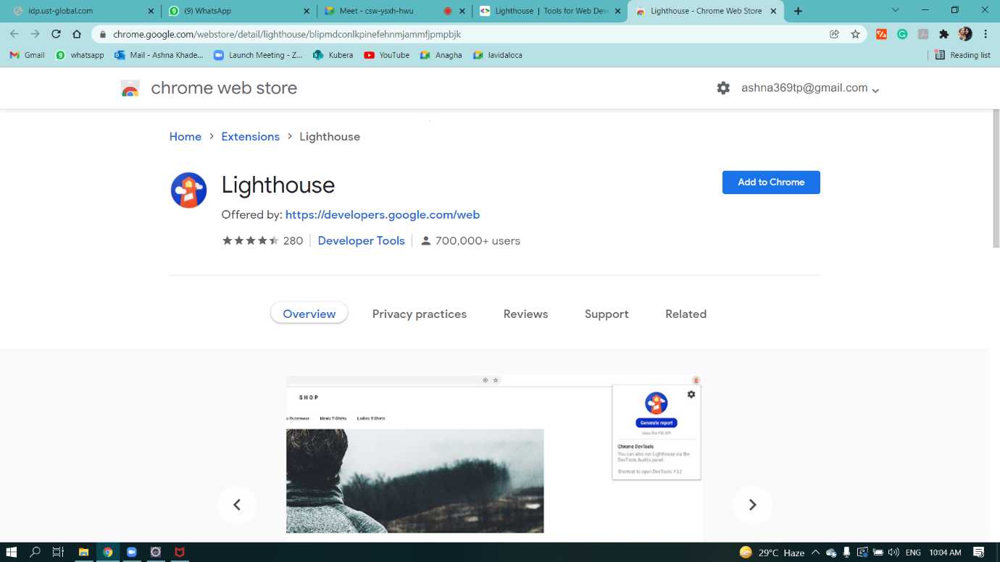 idp.ust-global.com
(9) WhatsApp
Meet - csw-ysxh-hwu
Lighthouse | Tools for Web Deve
Lighthouse - Chrome Web Store
chrome.google.com/webstore/detail/lighthouse/blipmdconlkpinefehnmjammfjpmpbjk
Gmail
whatsapp
Mail - Ashna Khade...
Launch Meeting - Z...
Kubera
YouTube
Anagha
lavidaloca
Reading list
chrome web store
ashna369tp@gmail.com
Home > Extensions > Lighthouse
Lighthouse
Add to Chrome
Offered by: https://developers.google.com/web
280 | Developer Tools | 700,000+ users
Overview
Privacy practices
Reviews
Support
Related
SHOP
s Outerwear
Men's T-Shirts
Ladies T-Shirts
Generate report
Uses the PSI API
Chrome DevTools
You can also run Lighthouse via the
DevTools Audits panel.
Shortcut to open DevTools: F12
29°C Haze
ENG
10:04 AM